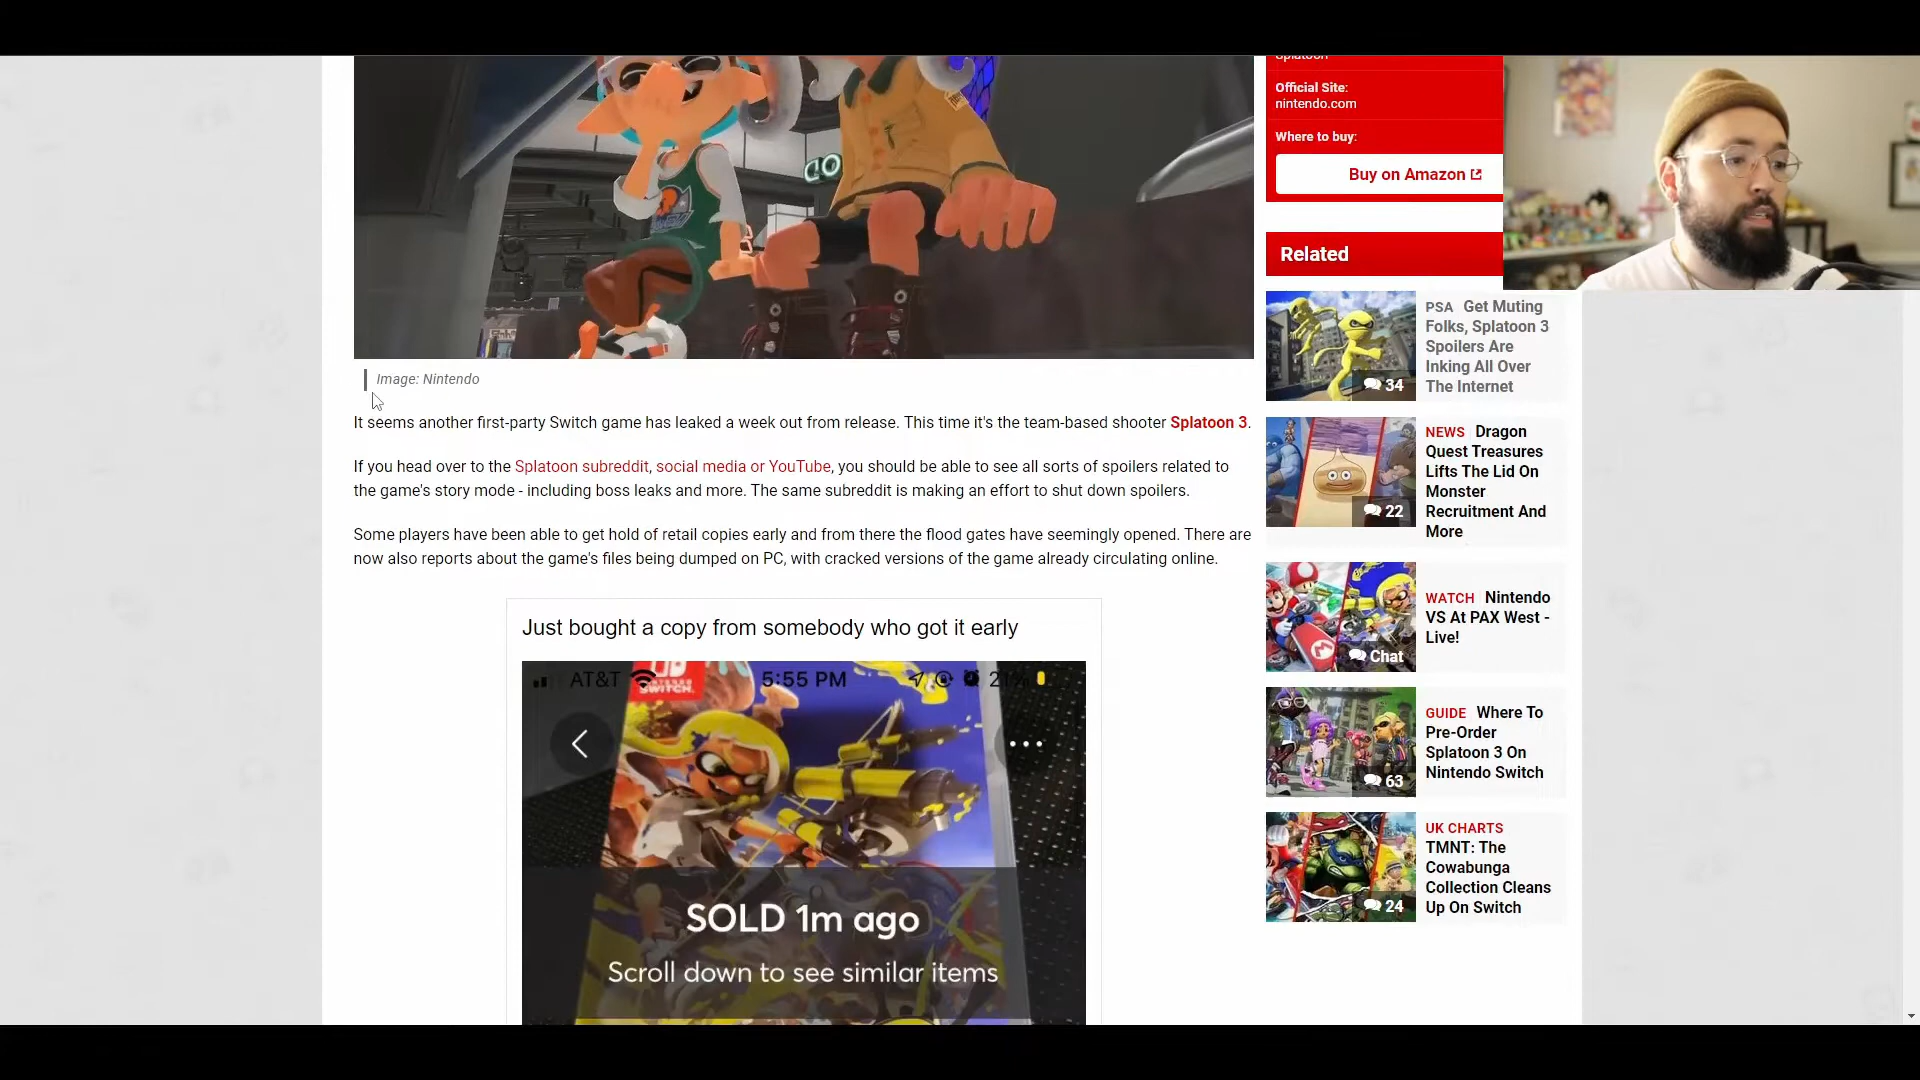 Splatoon
Official Site:
nintendo.com
Where to buy:
Buy on Amazon
Related
CO
Image: Nintendo
It seems another first-party Switch game has leaked a week out from release. This time it's the team-based shooter Splatoon 3.
If you head over to the Splatoon subreddit, social media or YouTube, you should be able to see all sorts of spoilers related to
the game's story mode - including boss leaks and more. The same subreddit is making an effort to shut down spoilers.
Some players have been able to get hold of retail copies early and from there the flood gates have seemingly opened. There are
now also reports about the game's files being dumped on PC, with cracked versions of the game already circulating online.
Just bought a copy from somebody who got it early
AT&T 5:55 PM
SWITCH
SOLD 1m ago
Scroll down to see similar items
PSA Get Muting
Folks, Splatoon 3
Spoilers Are
Inking All Over
The Internet
34
NEWS Dragon
Quest Treasures
Lifts The Lid On
Monster
Recruitment And
More
22
WATCH Nintendo
VS At PAX West -
Live!
Chat
GUIDE Where To
Pre-Order
Splatoon 3 On
Nintendo Switch
63
UK CHARTS
TMNT: The
Cowabunga
Collection Cleans
Up On Switch
24